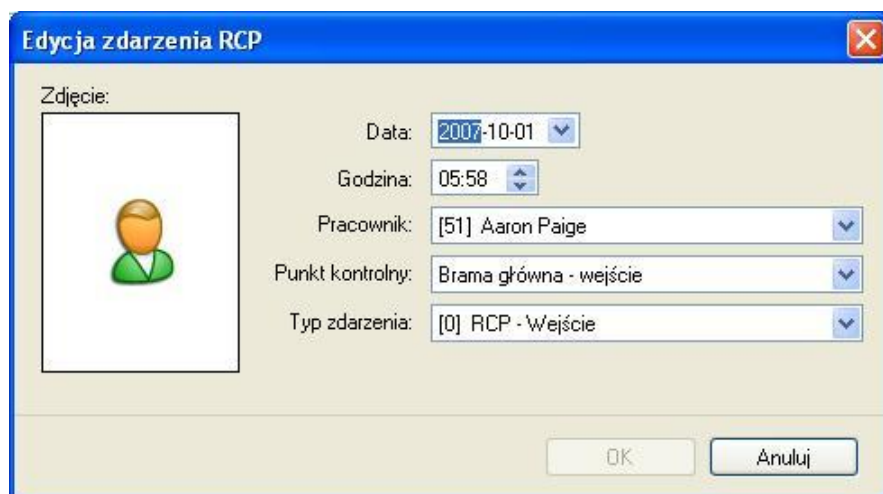 Edycja zdarzenia RCP
Zdjęcie:
Data: 2007-10-01
Godzina: 05:58
Pracownik: [51] Aaron Paige
Punkt kontrolny: Brama główna - wejście
Typ zdarzenia: [0] RCP - Wejście
OK Anuluj